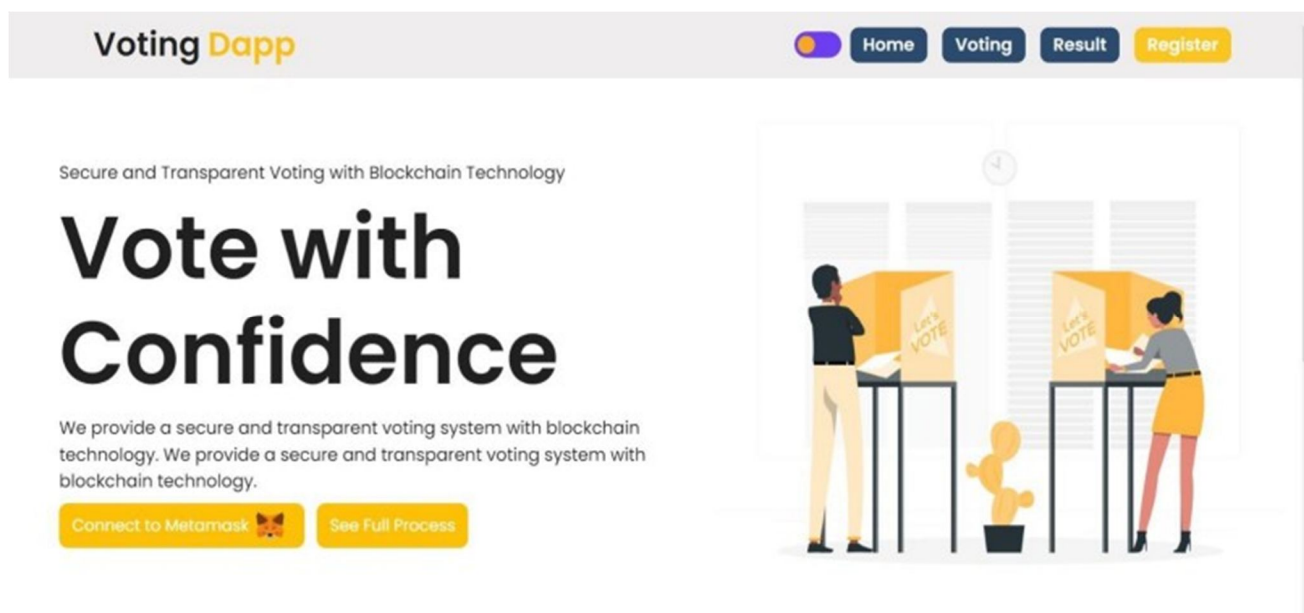 Voting Dapp
Home Voting Result Register
Secure and Transparent Voting with Blockchain Technology
Vote with
Confidence
We provide a secure and transparent voting system with blockchain
technology. We provide a secure and transparent voting system with
blockchain technology.
Connect to Metamask See Full Process
Let's
VOTE
Let's
VOTE